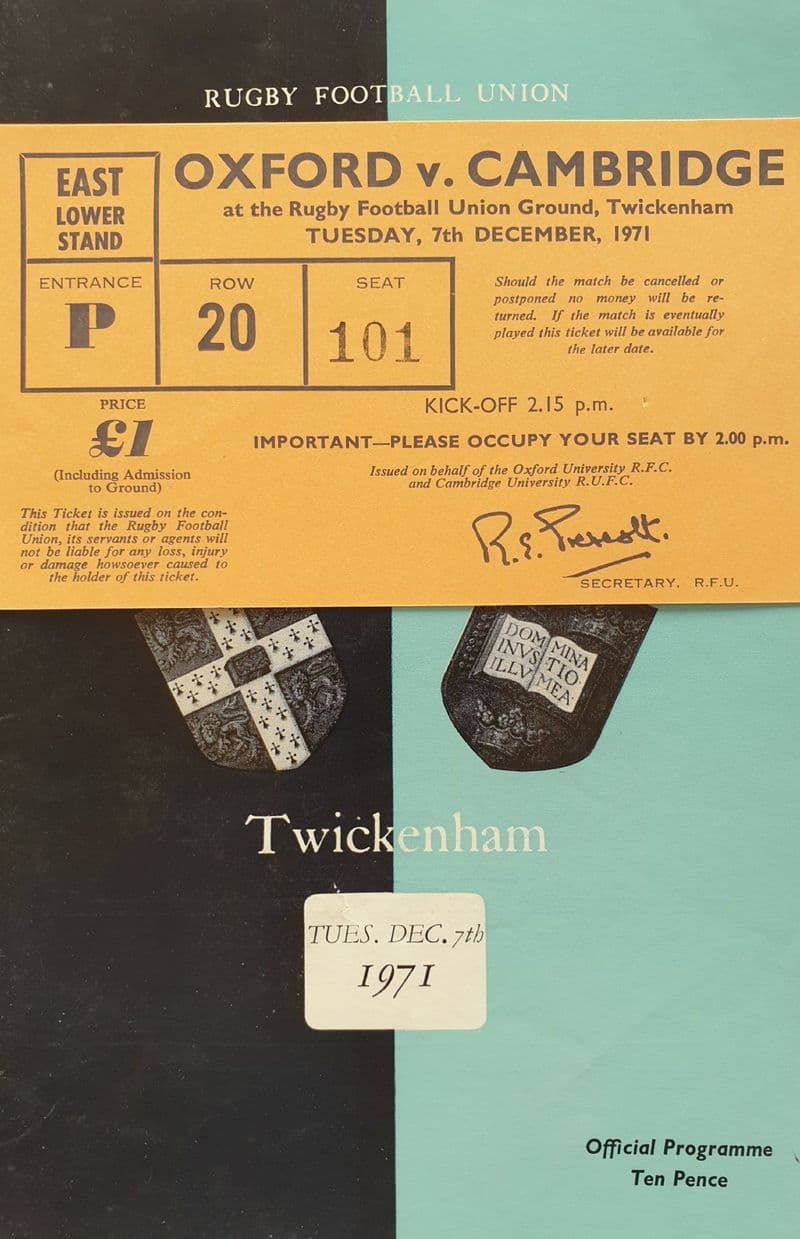 RUGBY FOOTBALL UNION
EAST
LOWER
STAND
OXFORD v. CAMBRIDGE
at the Rugby Football Union Ground, Twickenham
TUESDAY, 7th DECEMBER, 1971
ENTRANCE
P
ROW
20
SEAT
101
Should the match be cancelled or
postponed no money will be re-
turned. If the match is eventually
played this ticket will be available for
the later date.
PRICE
£1
(Including Admission
to Ground)
KICK-OFF 2.15 p.m.
IMPORTANT—PLEASE OCCUPY YOUR SEAT BY 2.00 p.m.
Issued on behalf of the Oxford University R.F.C.
and Cambridge University R.U.F.C.
This Ticket is issued on the con-
dition that the Rugby Football
Union, its servants or agents will
not be liable for any loss, injury
or damage howsoever caused to
the holder of this ticket.
R.E. Prescott.
SECRETARY, R.F.U.
DOM MINA
INVS TIO
ILLV MEA
Twickenham
TUES. DEC. 7th
1971
Official Programme
Ten Pence